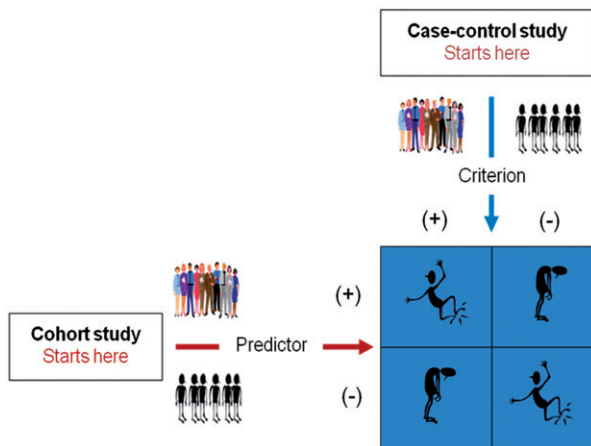 Case-control study
Starts here
Criterion
(+) (-)
(+)
Cohort study
Starts here
Predictor
(-)